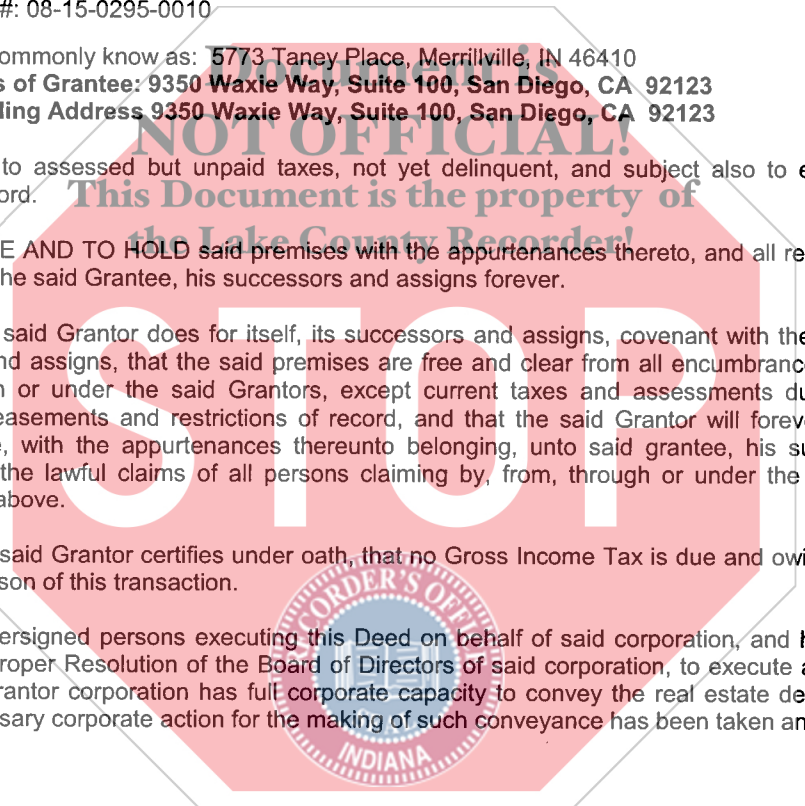 #: 08-15-0295-0010
ommonly know as: 5773 Taney Place, Merrillville, IN 46410
s of Grantee: 9350 Waxie Way, Suite 100, San Diego, CA 92123
ling Address 9350 Waxie Way, Suite 100, San Diego, CA 92123
Document is
NOT OFFICIAL!
This Document is the property of
the Lake County Recorder!
to assessed but unpaid taxes, not yet delinquent, and subject also to e
ord.
E AND TO HOLD said premises with the appurtenances thereto, and all re
he said Grantee, his successors and assigns forever.
STOP
said Grantor does for itself, its successors and assigns, covenant with the
nd assigns, that the said premises are free and clear from all encumbranc
n or under the said Grantors, except current taxes and assessments du
easements and restrictions of record, and that the said Grantor will forev
e, with the appurtenances thereunto belonging, unto said grantee, his su
the lawful claims of all persons claiming by, from, through or under the
above.
said Grantor certifies under oath, that no Gross Income Tax is due and owi
son of this transaction.
ersigned persons executing this Deed on behalf of said corporation, and h
roper Resolution of the Board of Directors of said corporation, to execute a
rantor corporation has full corporate capacity to convey the real estate de
sary corporate action for the making of such conveyance has been taken an
RECORDER'S OFFICE
INDIANA